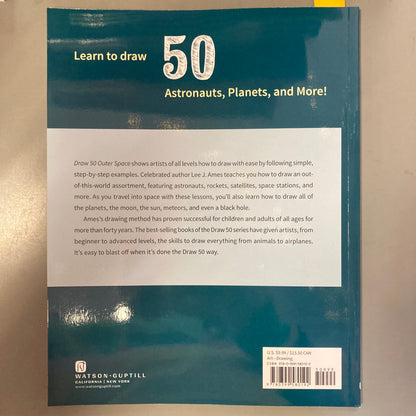 Learn to draw 50
Astronauts, Planets, and More!
Draw 50 Outer Space shows artists of all levels how to draw with ease by following simple,
step-by-step examples. Celebrated author Lee J. Ames teaches you how to draw an out-
of-this-world assortment, featuring astronauts, rockets, satellites, space stations, and
more. As you travel into space with these lessons, you'll also learn how to draw all of
the planets, the moon, the sun, meteors, and even a black hole.
Ames's drawing method has proven successful for children and adults of all ages for
more than forty years. The best-selling books of the Draw 50 series have given artists, from
beginner to advanced levels, the skills to draw everything from animals to airplanes.
It's easy to blast off when it's done the Draw 50 way.
WATSON-GUPTILL
CALIFORNIA | NEW YORK
Art—Drawing